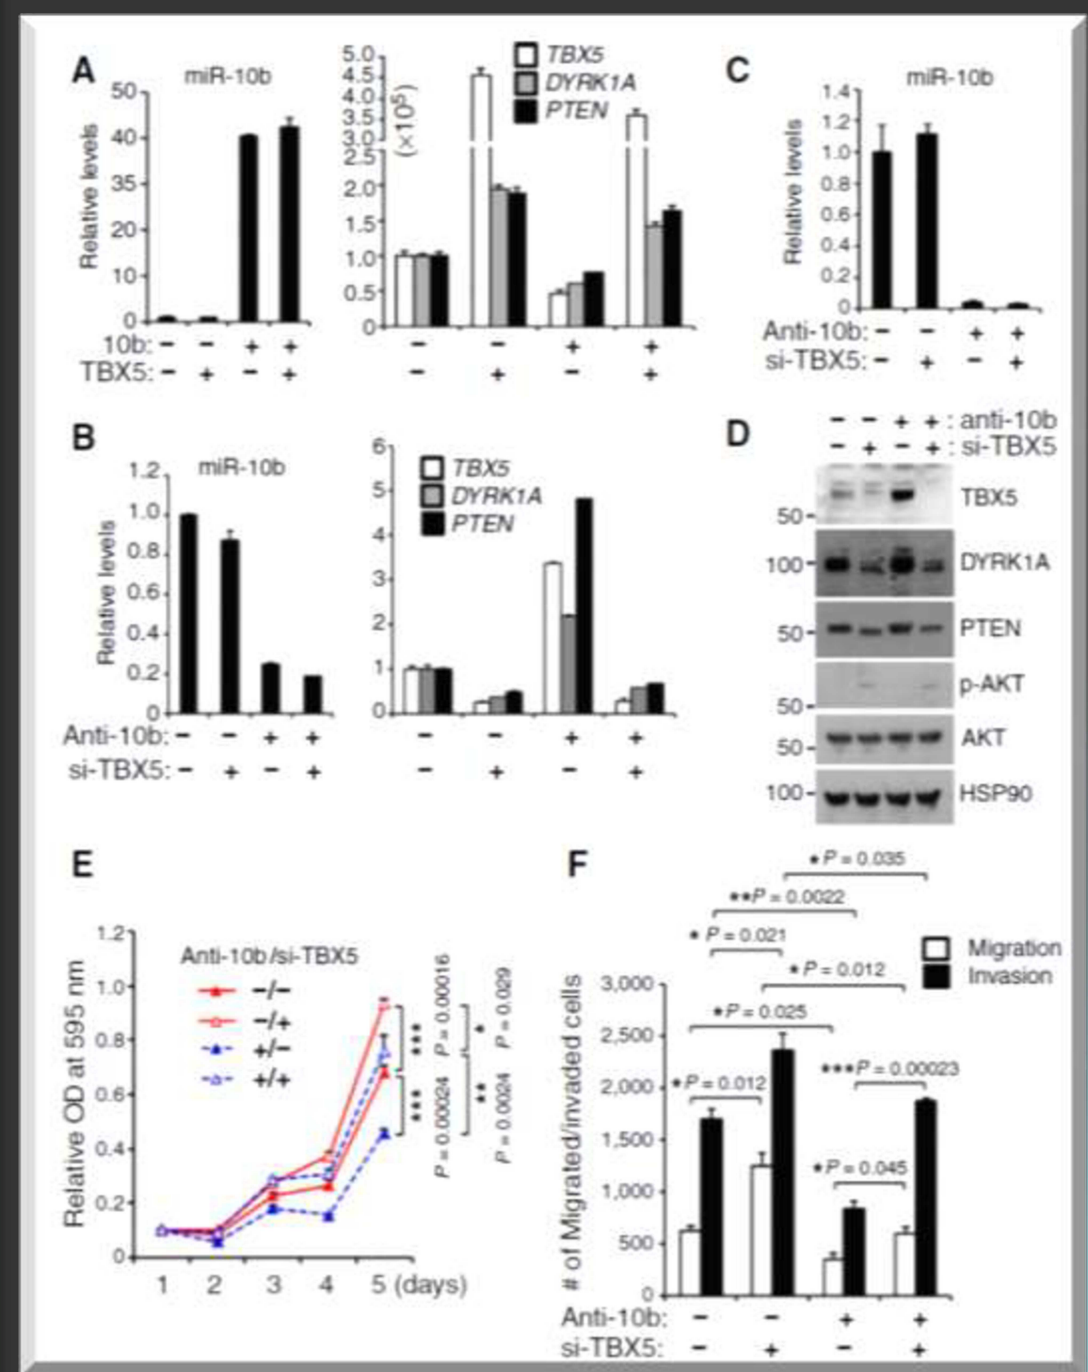 A
miR-10b
Relative levels
50
40
35
20
10
0
10b: – – + +
TBX5: – + – +
5.0
4.5
4.0
3.5
3.0
2.5
2.0
1.5
1.0
0.5
0
(×10⁵)
TBX5
DYRK1A
PTEN
– – + +
– + – +
C
miR-10b
Relative levels
1.4
1.2
1.0
0.8
0.6
0.4
0.2
0
Anti-10b: – – + +
si-TBX5: – + – +
B
miR-10b
Relative levels
1.2
1.0
0.8
0.6
0.4
0.2
0
Anti-10b: – – + +
si-TBX5: – + – +
6
5
4
3
2
1
0
TBX5
DYRK1A
PTEN
– – + +
– + – +
D
– – + + : anti-10b
– + – + : si-TBX5
TBX5
50
DYRK1A
100
PTEN
50
p-AKT
50
AKT
50
HSP90
100
E
Relative OD at 595 nm
1.2
1.0
0.8
0.6
0.4
0.2
0
Anti-10b/si-TBX5
–/–
–/+
+/–
+/+
1 2 3 4 5 (days)
***
P = 0.00016
*
P = 0.029
***
P = 0.00024
**
P = 0.0024
F
*P = 0.035
**P = 0.0022
* P = 0.021
*P = 0.012
*P = 0.025
***P = 0.00023
*P = 0.012
*P = 0.045
Migration
Invasion
# of Migrated/invaded cells
3,000
2,500
2,000
1,500
1,000
500
0
Anti-10b: – – + +
si-TBX5: – + – +